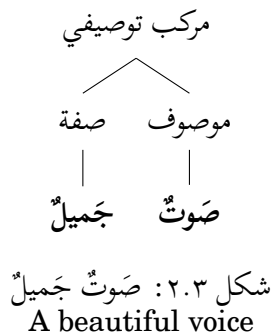 مركب توصيفي
موصوف صفة
صَوتٌ جَميلٌ
شكل ٢.٣: صَوتٌ جَميلٌ
A beautiful voice